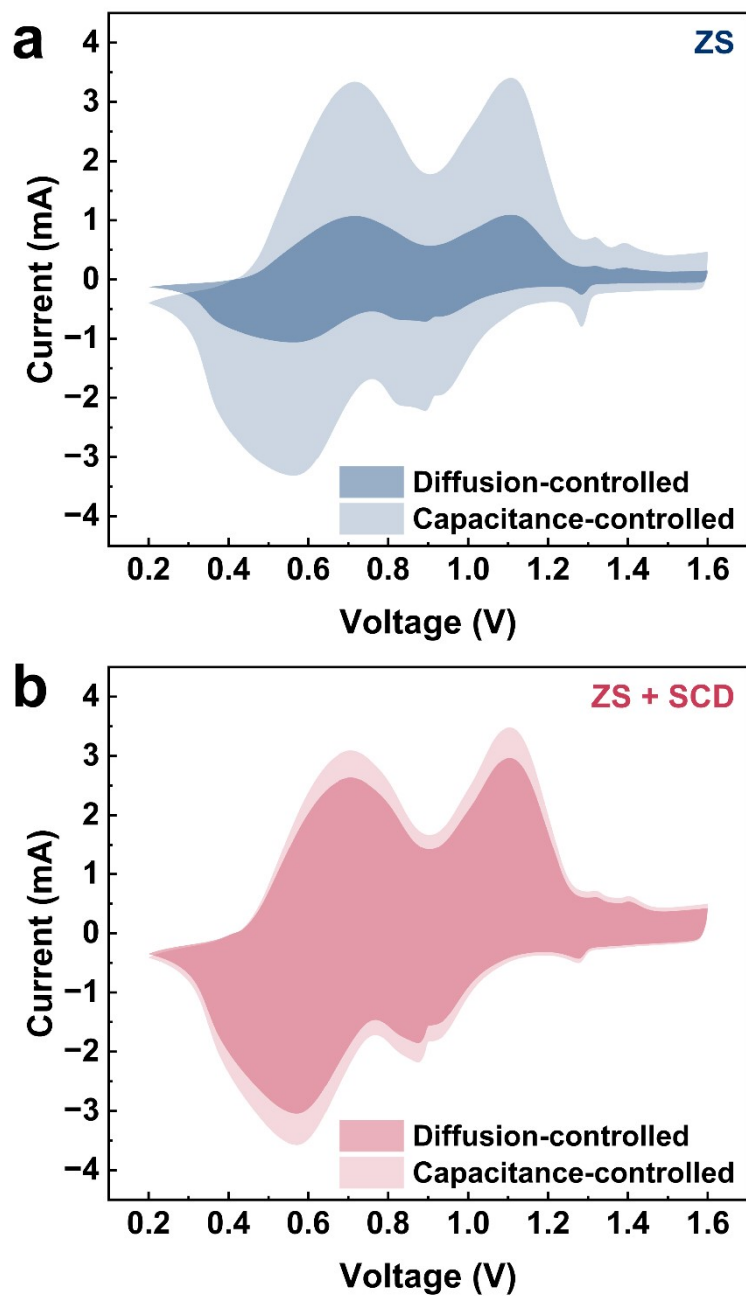 a
ZS
4
3
2
1
0
−1
−2
−3
−4
Current (mA)
Diffusion-controlled
Capacitance-controlled
0.2 0.4 0.6 0.8 1.0 1.2 1.4 1.6
Voltage (V)
b
ZS + SCD
4
3
2
1
0
−1
−2
−3
−4
Current (mA)
Diffusion-controlled
Capacitance-controlled
0.2 0.4 0.6 0.8 1.0 1.2 1.4 1.6
Voltage (V)